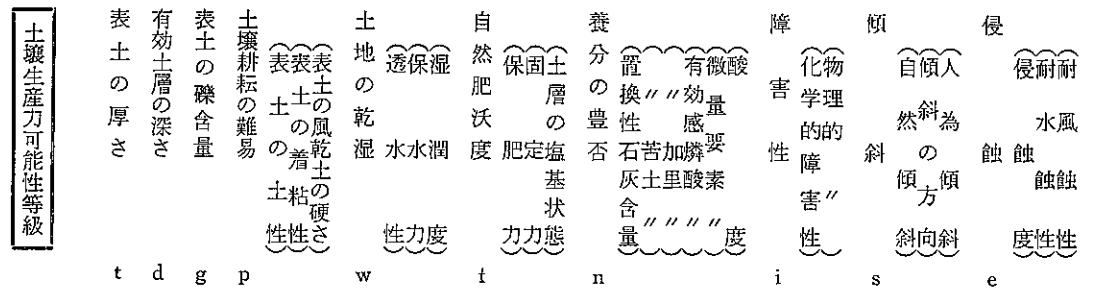 土壌生産力可能性等級
表土の厚さ t
有効土層の深さ d
表土の礫含量 g
土壌耕耘の難易 p
(表土の土性)
(表土の着粘性)
(表土の風乾土の硬さ)
土地の乾湿 w
(透水性)
(保水力)
(湿潤度)
自然肥沃度 f
(保肥力)
(固定力)
(土層の塩基状態)
養分の豊否 n
(置換性石灰含量)
(〃苦土〃)
(〃加里〃)
(有効感燐酸〃)
(微量要素)
(酸度)
障害性 i
(化学的障害性)
(物理的〃)
傾斜 s
(自然傾斜)
(傾斜の方向)
(人為傾斜)
侵蝕 e
(侵蝕度)
(耐水蝕性)
(耐風蝕性)